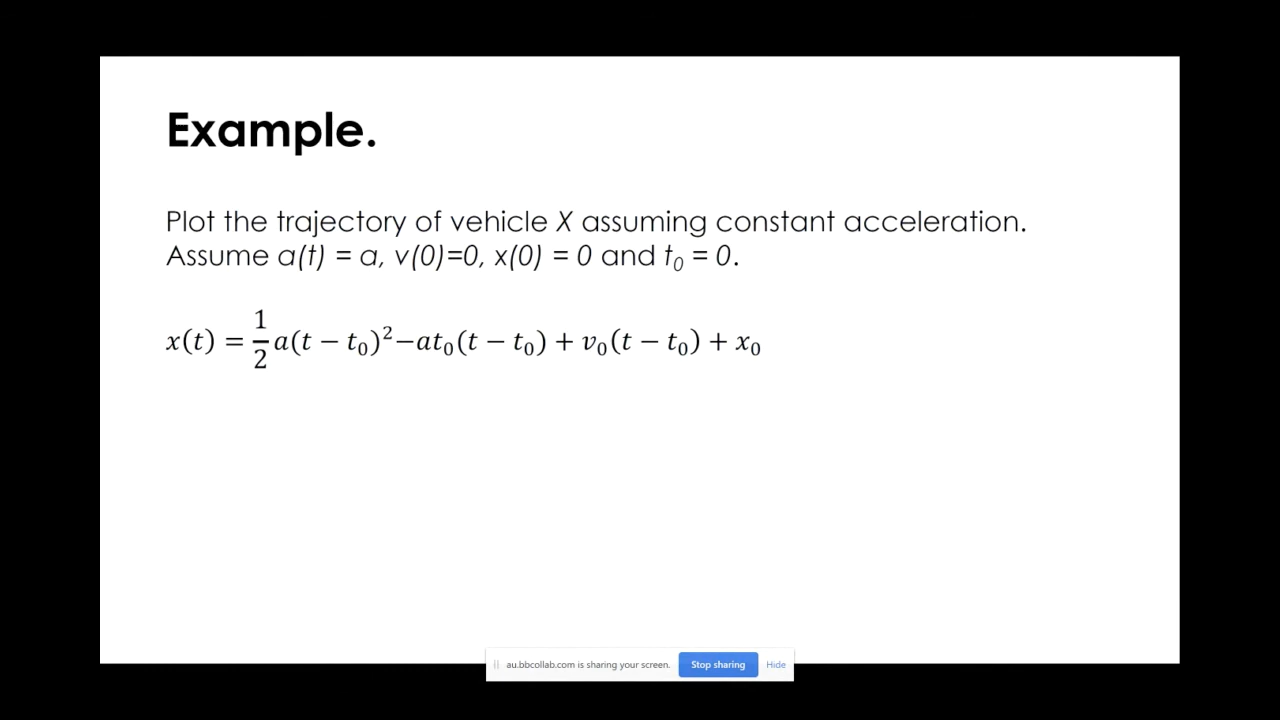 Example.
Plot the trajectory of vehicle X assuming constant acceleration.
Assume a(t) = a, v(0)=0, x(0) = 0 and t₀ = 0.
x(t) = 1/2 a(t − t₀)²−at₀(t − t₀) + v₀(t − t₀) + x₀
au.bbcollab.com is sharing your screen. Stop sharing Hide